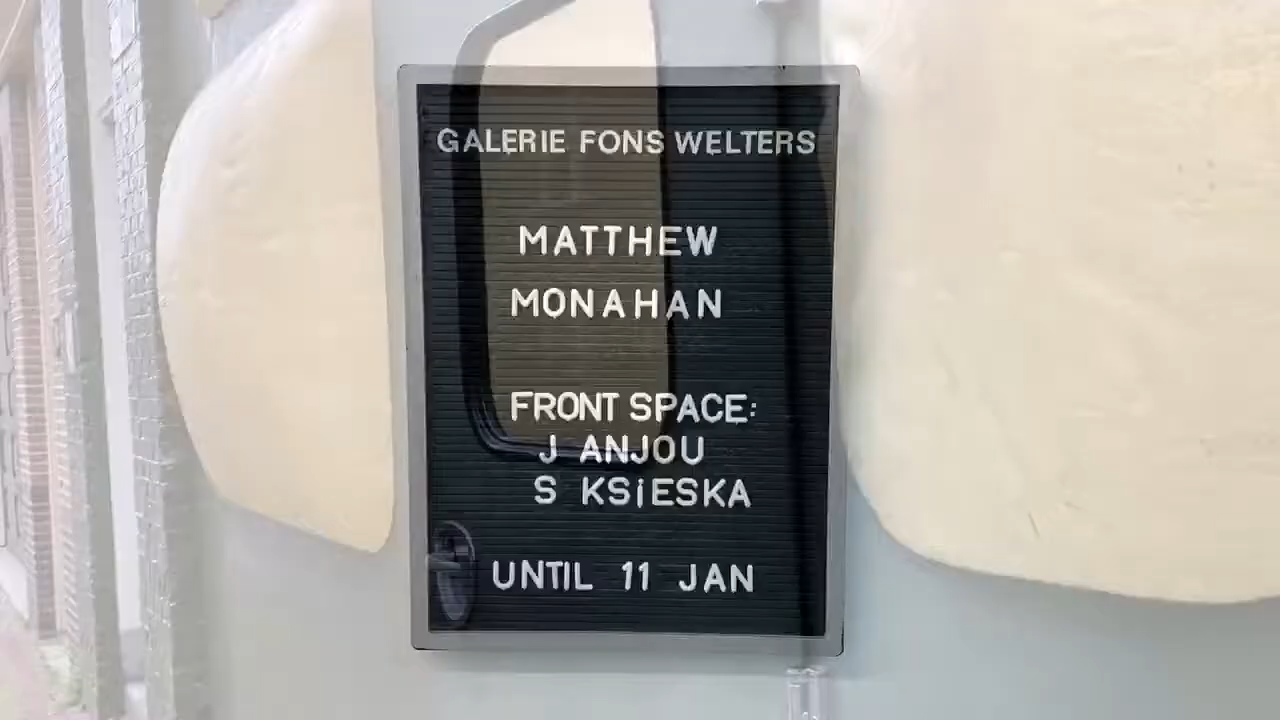 GALERIE FONS WELTERS
MATTHEW
MONAHAN
FRONT SPACE:
J ANJOU
S KSiESKA
UNTIL 11 JAN